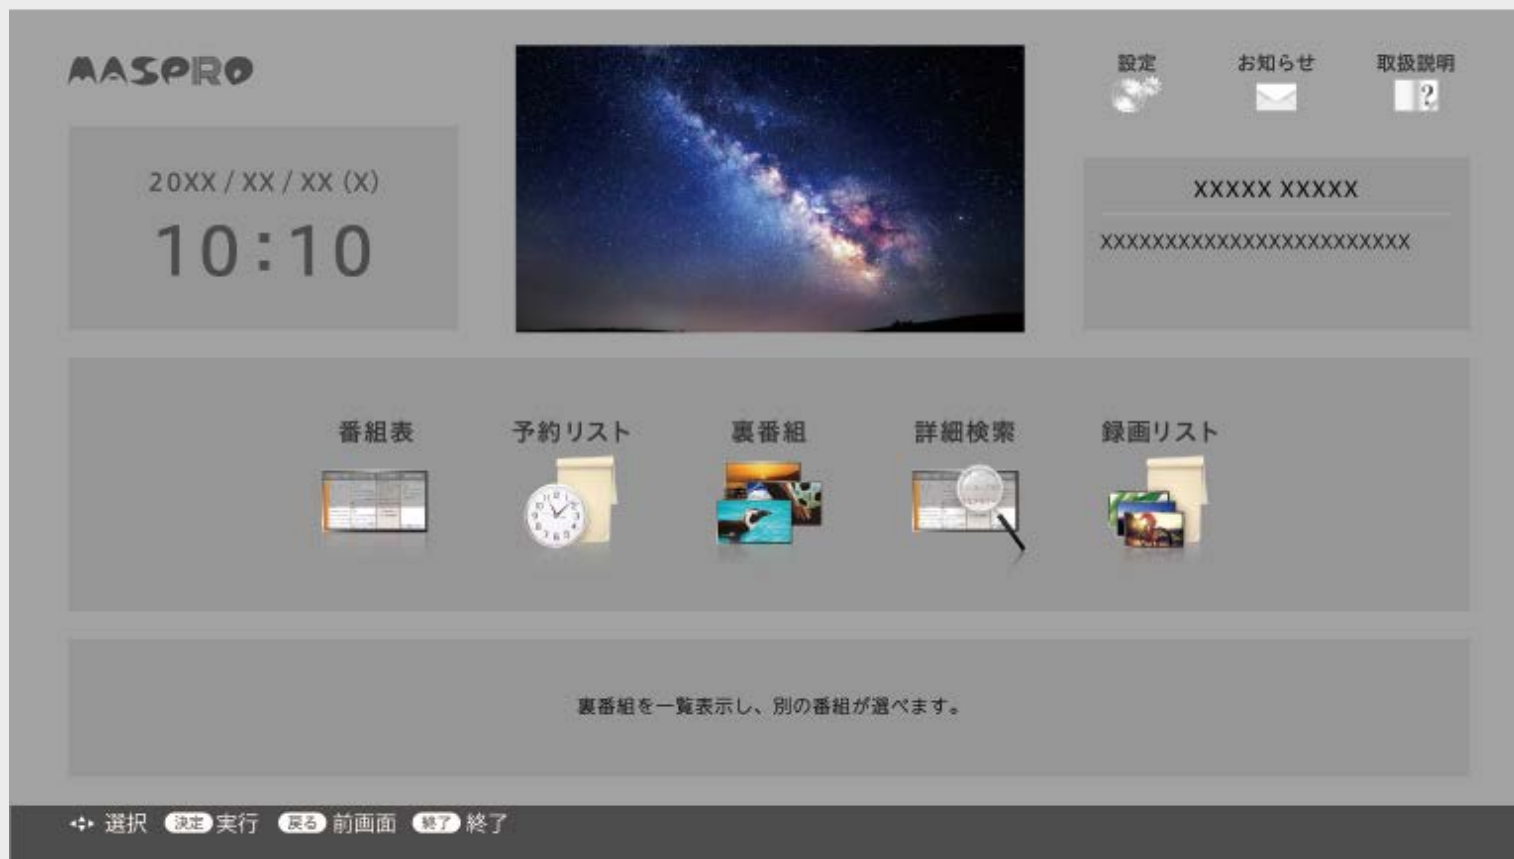 MASPRO
設定
お知らせ
取扱説明
?
20XX / XX / XX (X)
10:10
XXXXX XXXXX
XXXXXXXXXXXXXXXXXXXXXXXX
番組表
予約リスト
裏番組
詳細検索
録画リスト
裏番組を一覧表示し、別の番組が選べます。
選択 決定 実行 戻る 前画面 終了 終了